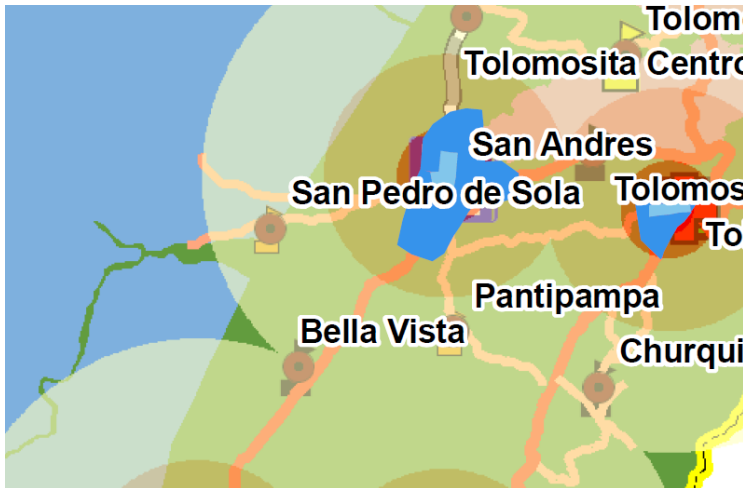 Tolom
Tolomosita Centro
San Andres
San Pedro de Sola
Tolomos
To
Pantipampa
Bella Vista
Churqui